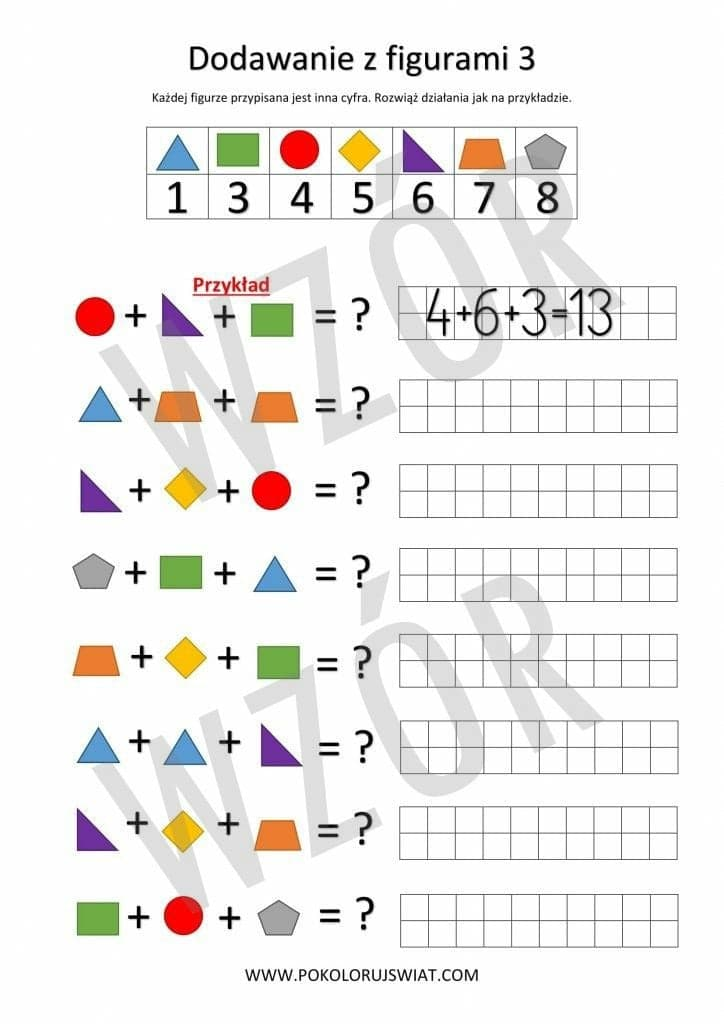 Dodawanie z figurami 3
Każdej figurze przypisana jest inna cyfra. Rozwiąż działania jak na przykładzie.
1 3 4 5 6 7 8
Przykład
+ + = ? 4+6+3=13
+ + = ?
+ + = ?
+ + = ?
+ + = ?
+ + = ?
+ + = ?
+ + = ?
WZÓR
WZÓR
WWW.POKOLORUJSWIAT.COM